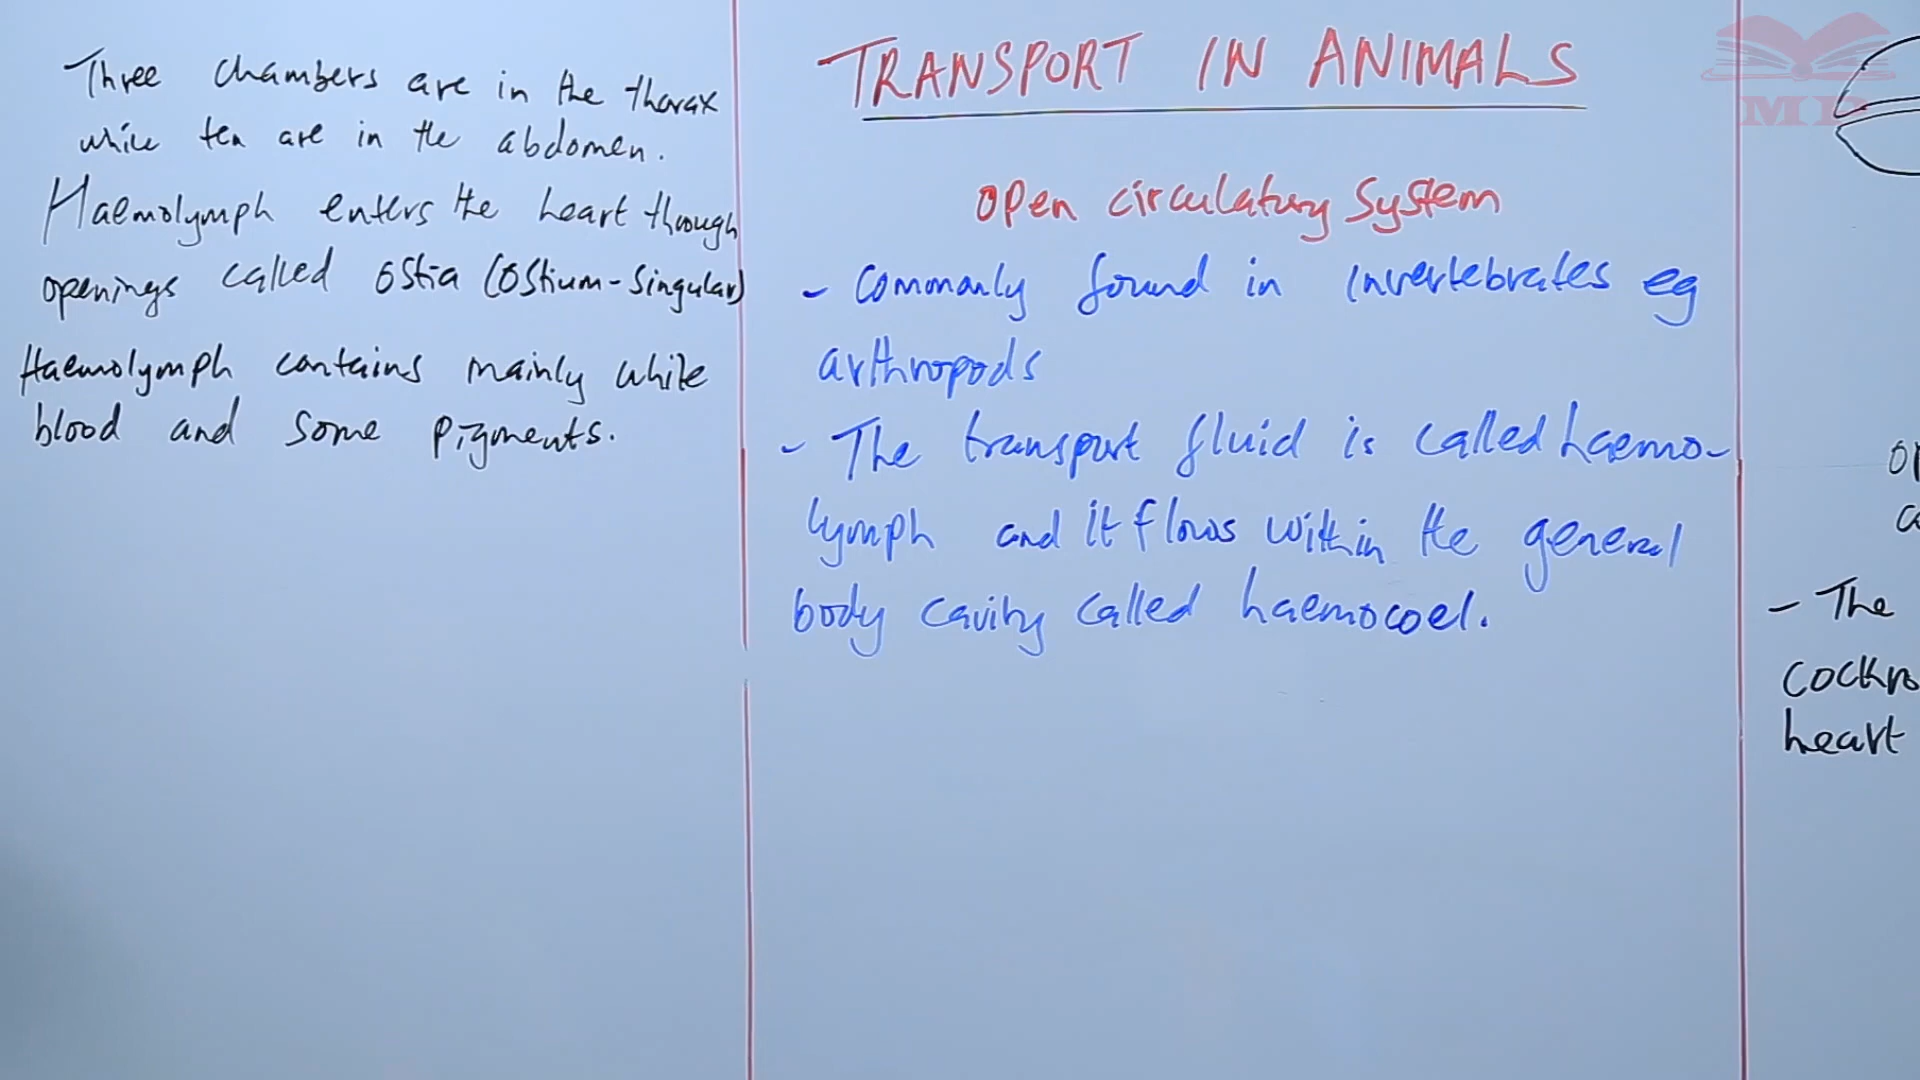 Three chambers are in the thorax
while ten are in the abdomen.
Haemolymph enters the heart through
openings called ostia (Ostium-Singular)
Haemolymph contains mainly white
blood and some pigments.
TRANSPORT IN ANIMALS
Open circulatory system
- Commonly found in invertebrates eg
arthropods
- The transport fluid is called haemo-
lymph and it flows within the general
body cavity called haemocoel.
MP
- The
heart